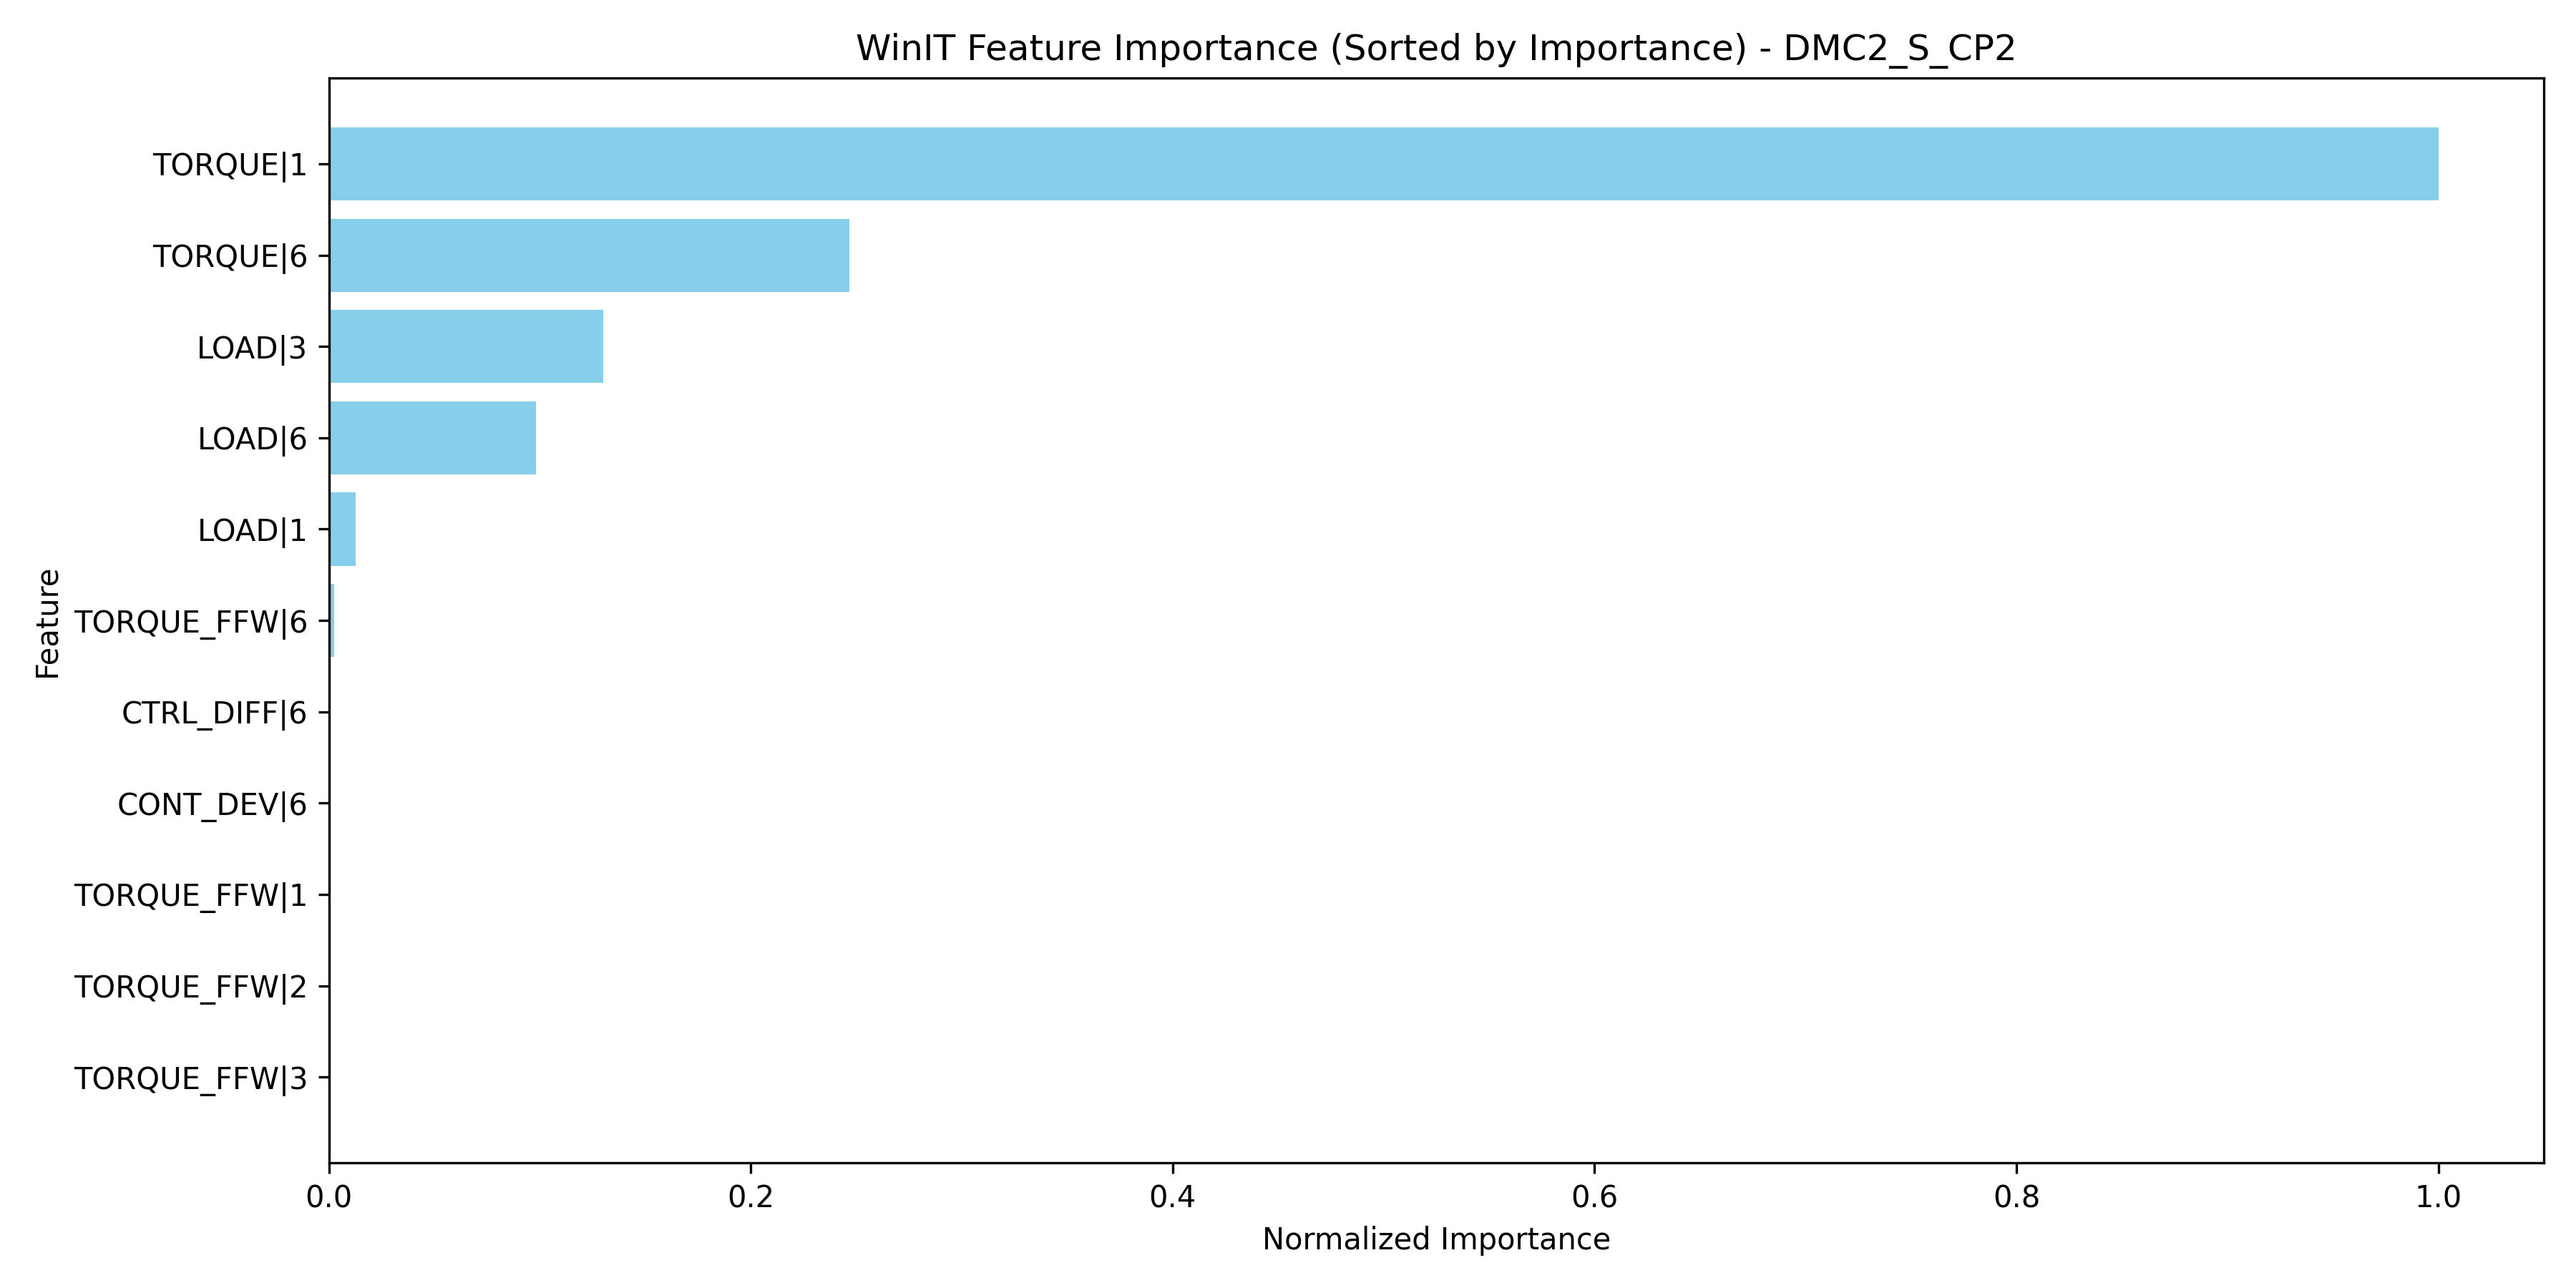 WinIT Feature Importance (Sorted by Importance) - DMC2_S_CP2
TORQUE|1
TORQUE|6
LOAD|3
LOAD|6
LOAD|1
TORQUE_FFW|6
CTRL_DIFF|6
CONT_DEV|6
TORQUE_FFW|1
TORQUE_FFW|2
TORQUE_FFW|3
Feature
0.0 0.2 0.4 0.6 0.8 1.0
Normalized Importance